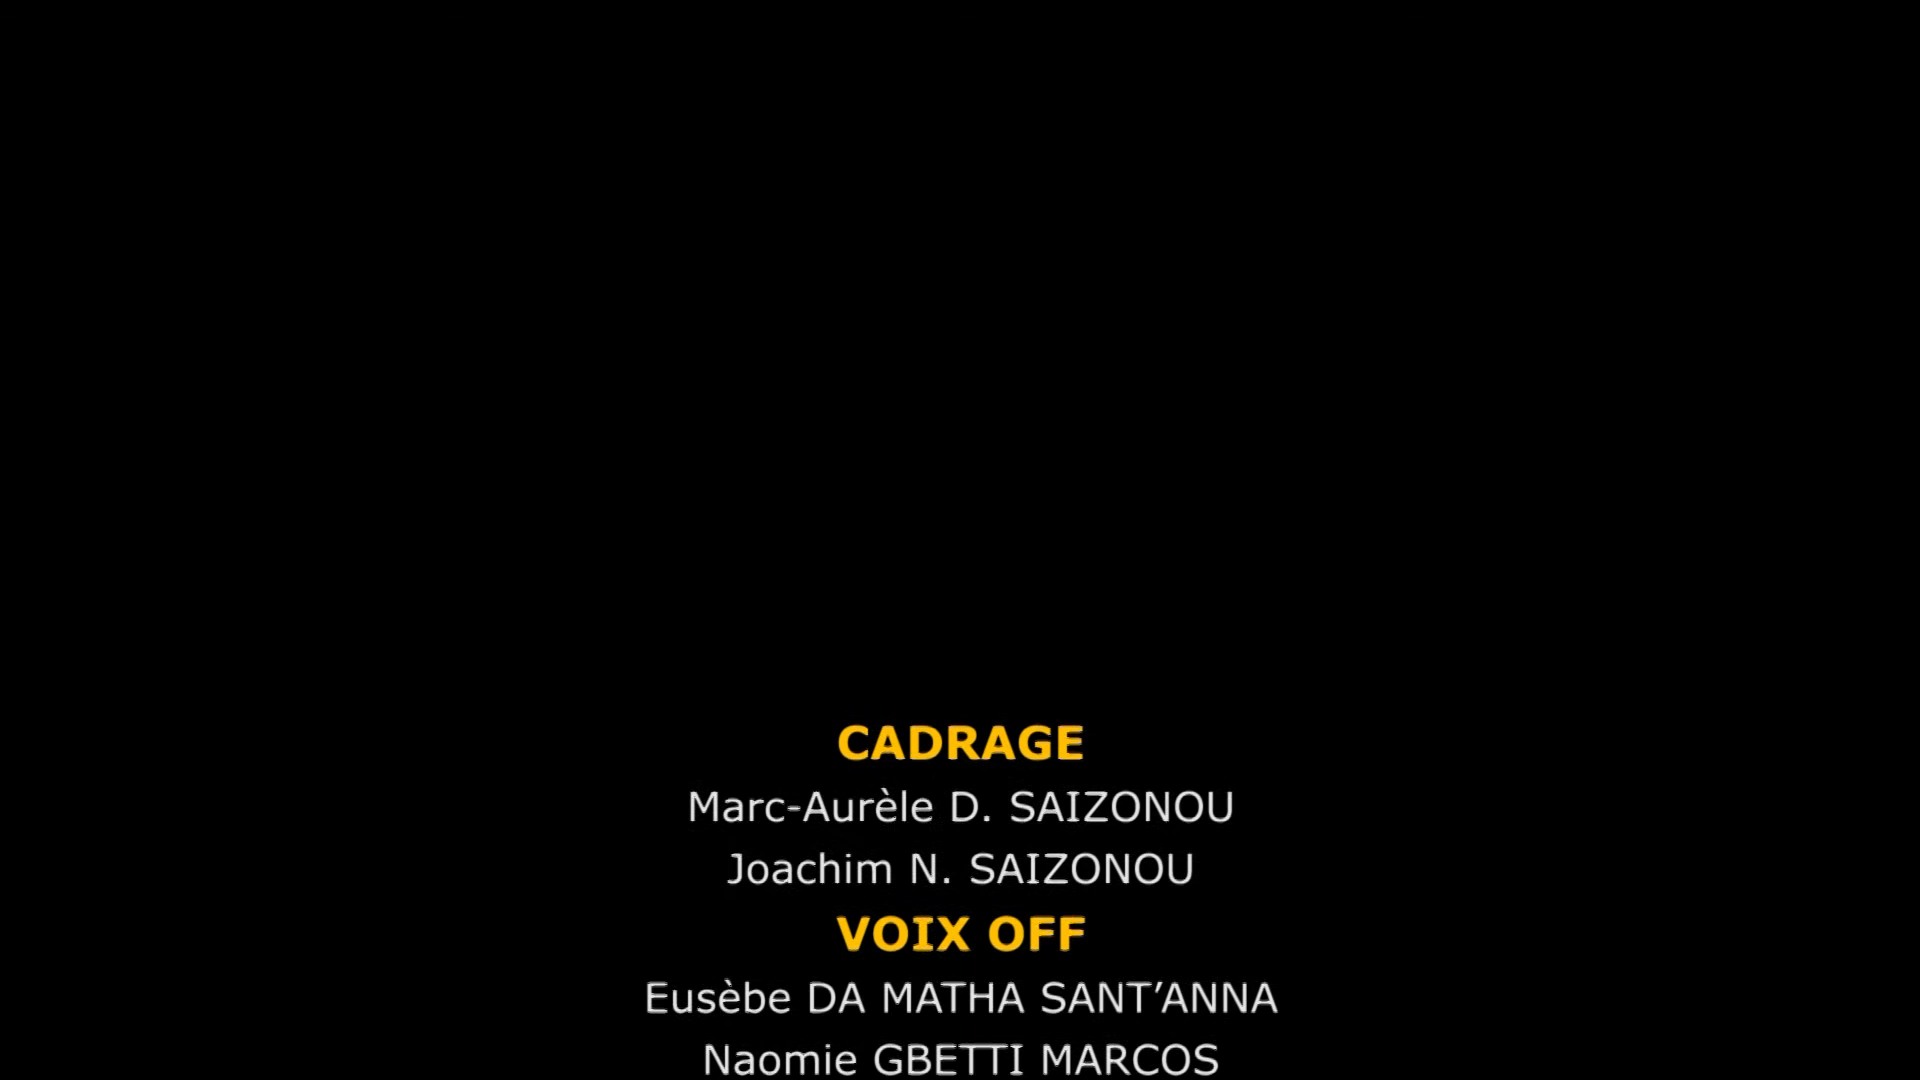 CADRAGE
Marc-Aurèle D. SAIZONOU
Joachim N. SAIZONOU
VOIX OFF
Eusèbe DA MATHA SANT’ANNA
Naomie GBETTI MARCOS